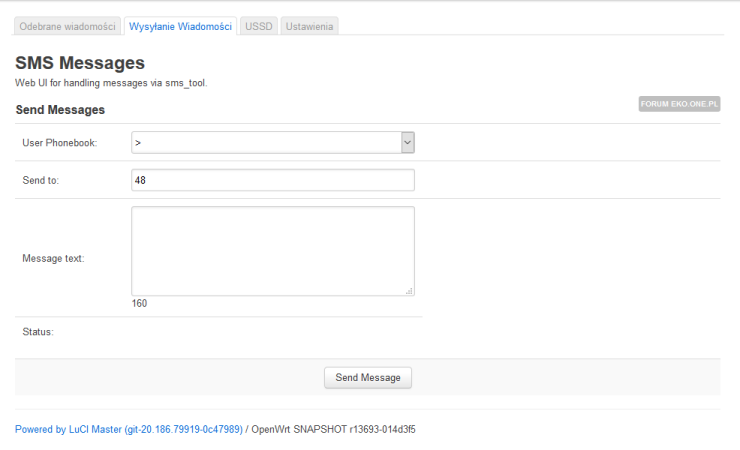 Odebrane wiadomości Wysyłanie Wiadomości USSD Ustawienia
SMS Messages
Web UI for handling messages via sms_tool.
FORUM EKO.ONE.PL
Send Messages
User Phonebook: >
Send to: 48
Message text:
160
Status:
Send Message
Powered by LuCI Master (git-20.186.79919-0c47989) / OpenWrt SNAPSHOT r13693-014d3f5